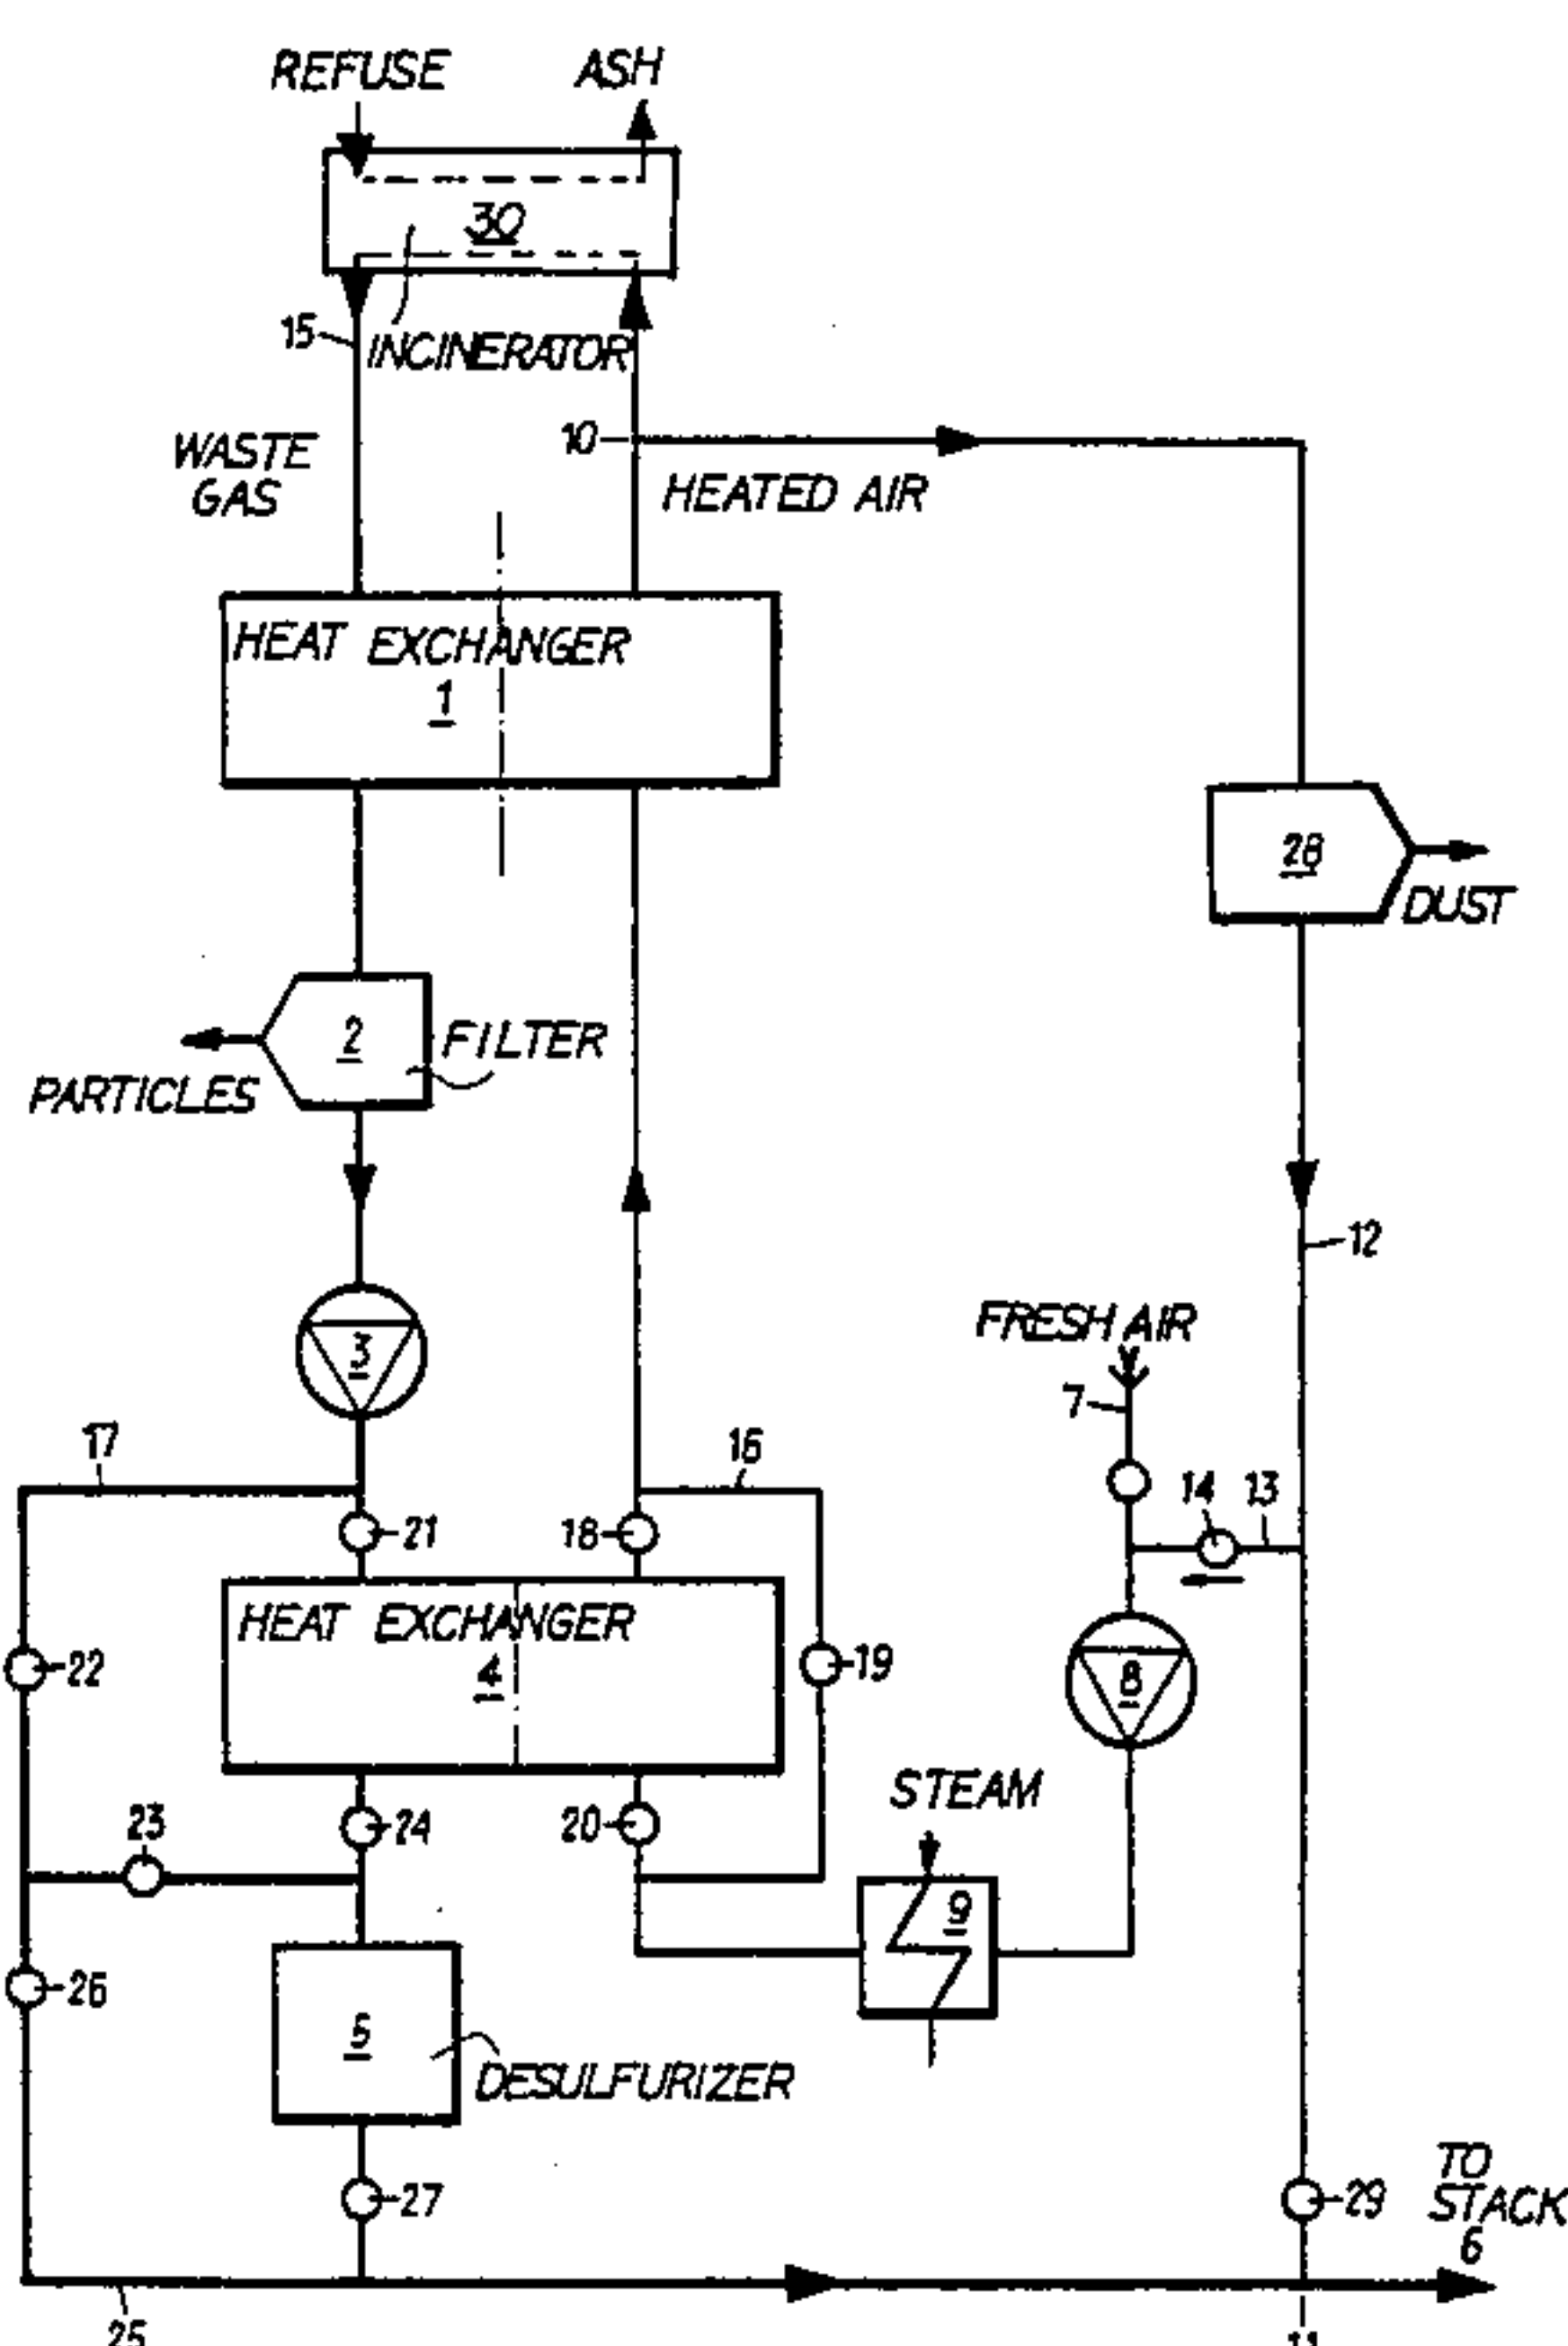 REFUSE
ASH
30
15
INCINERATOR
10
WASTE
GAS
HEATED AIR
HEAT EXCHANGER
1
28
DUST
2
FILTER
PARTICLES
12
FRESH AIR
3
7
17
16
14
13
21
18
HEAT EXCHANGER
4
22
19
8
STEAM
23
24
20
9
26
5
DESULFURIZER
27
29
TO
STACK
6
25
11